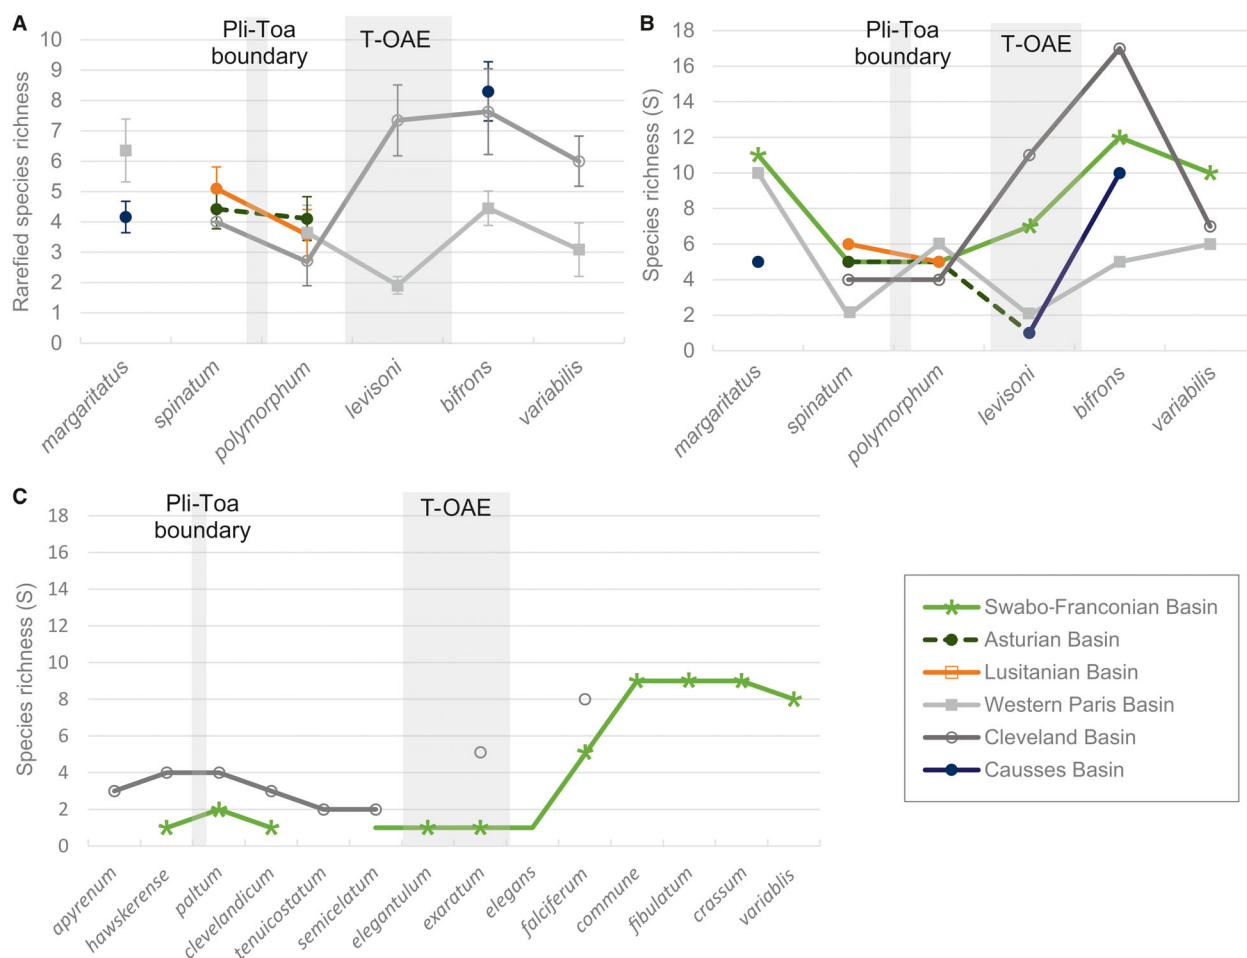 A
Pli-Toa
boundary
T-OAE
Rarefied species richness
10
9
8
7
6
5
4
3
2
1
0
margaritatus
spinatum
polymorphum
levisoni
bifrons
variabilis
B
Pli-Toa
boundary
T-OAE
Species richness (S)
18
16
14
12
10
8
6
4
2
0
margaritatus
spinatum
polymorphum
levisoni
bifrons
variabilis
C
Pli-Toa
boundary
T-OAE
Species richness (S)
18
16
14
12
10
8
6
4
2
0
apyrenum
hawskerense
paltum
clevelandicum
tenuicostatum
semicelatum
elegantulum
exaratum
elegans
falciferum
commune
fibulatum
crassum
variablis
Swabo-Franconian Basin
Asturian Basin
Lusitanian Basin
Western Paris Basin
Cleveland Basin
Causses Basin